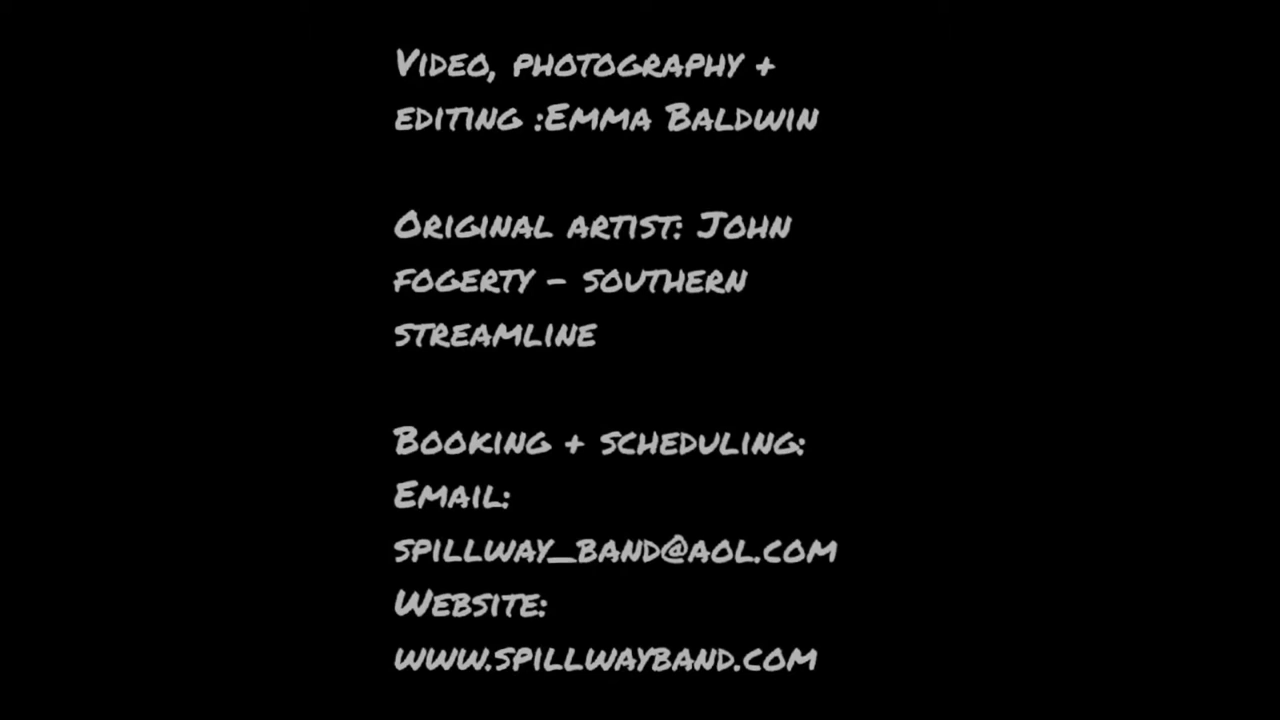 Video, photography +
editing :Emma Baldwin
Original artist: John
fogerty - southern
streamline
Booking + scheduling:
Email:
spillway_band@aol.com
Website:
www.spillwayband.com